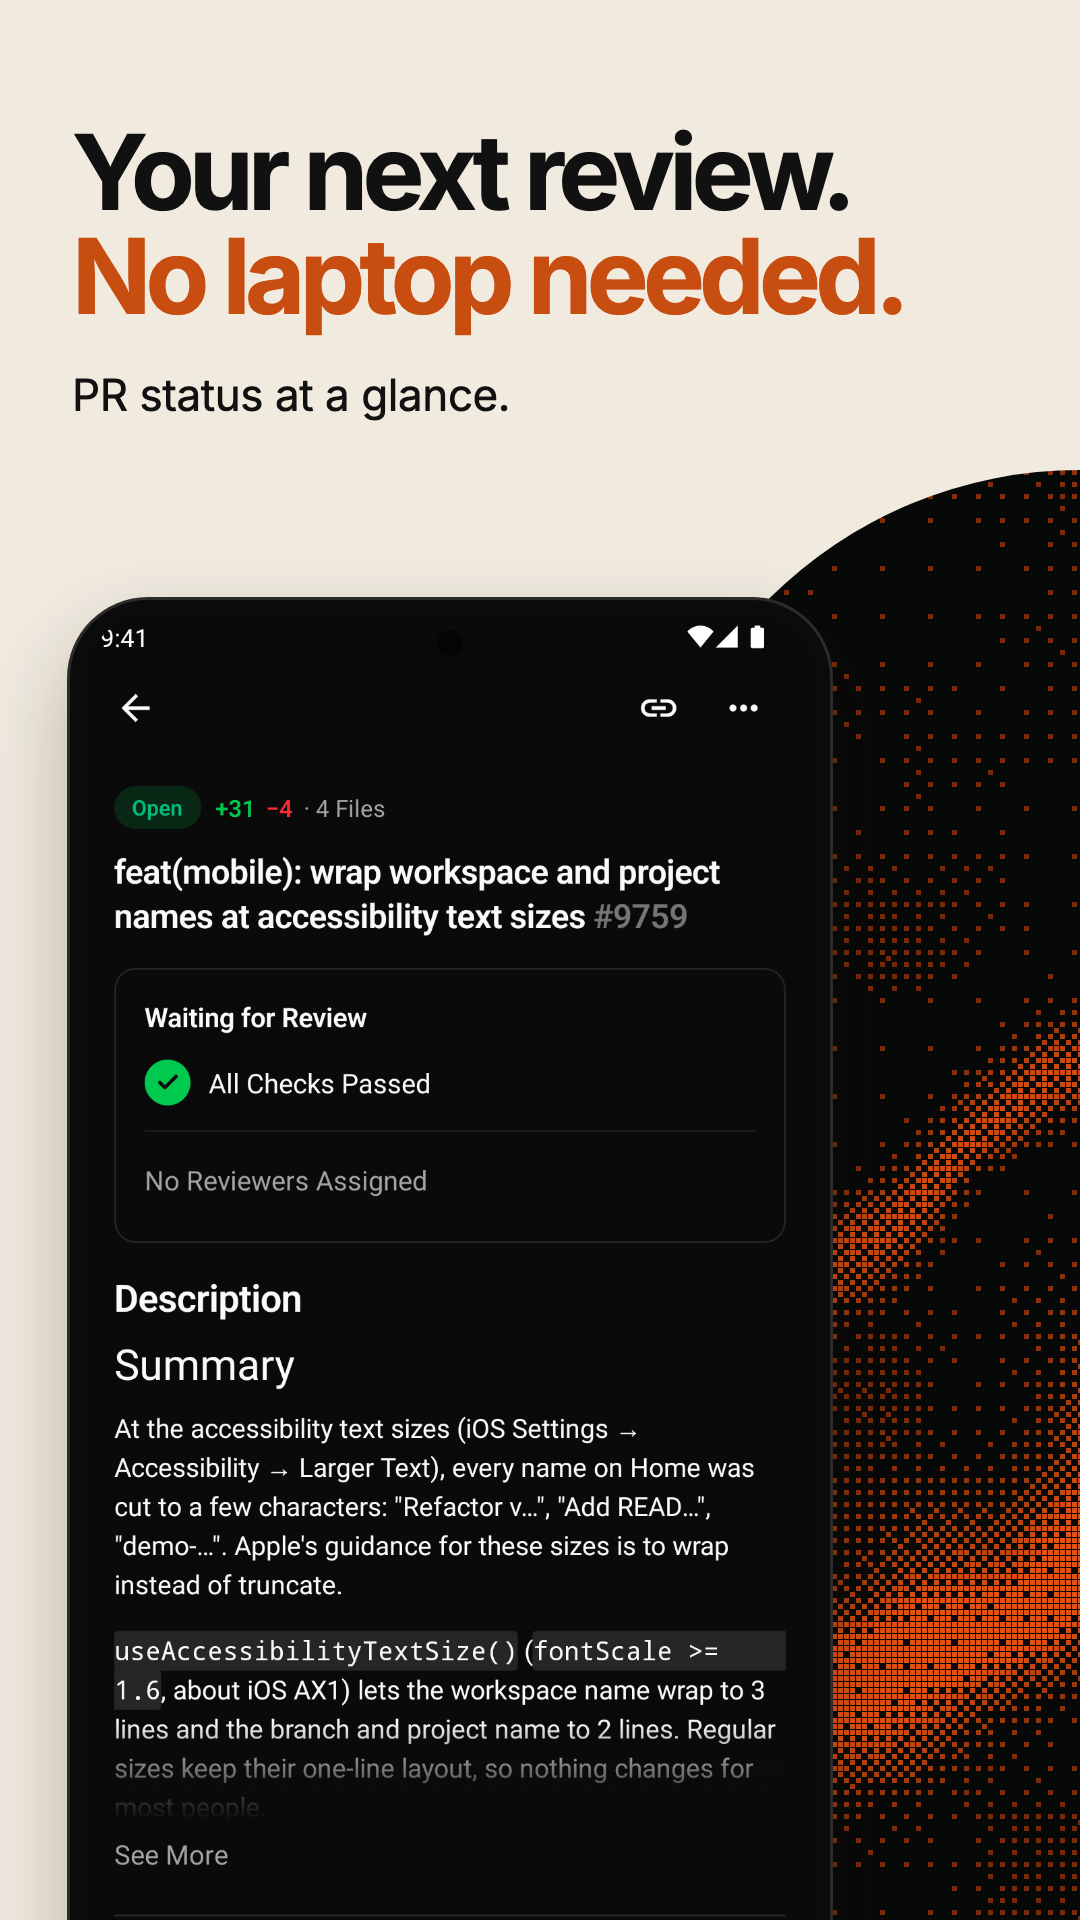 Your next review.
No laptop needed.
PR status at a glance.
9:41
Open +31 −4 · 4 Files
feat(mobile): wrap workspace and project
names at accessibility text sizes #9759
Waiting for Review
All Checks Passed
No Reviewers Assigned
Description
Summary
At the accessibility text sizes (iOS Settings →
Accessibility → Larger Text), every name on Home was
cut to a few characters: "Refactor v…", "Add READ…",
"demo-…". Apple's guidance for these sizes is to wrap
instead of truncate.
useAccessibilityTextSize() (fontScale >=
1.6, about iOS AX1) lets the workspace name wrap to 3
lines and the branch and project name to 2 lines. Regular
sizes keep their one-line layout, so nothing changes for
most people.
See More